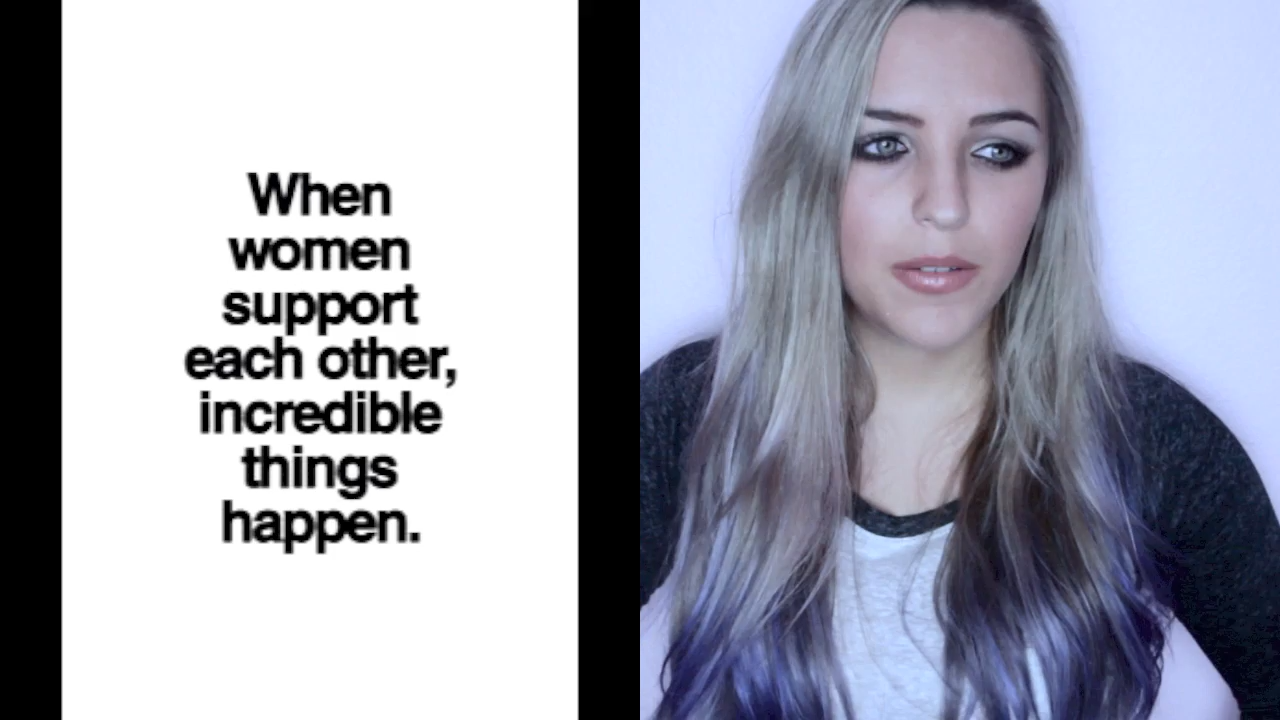 When
women
support
each other,
incredible
things
happen.